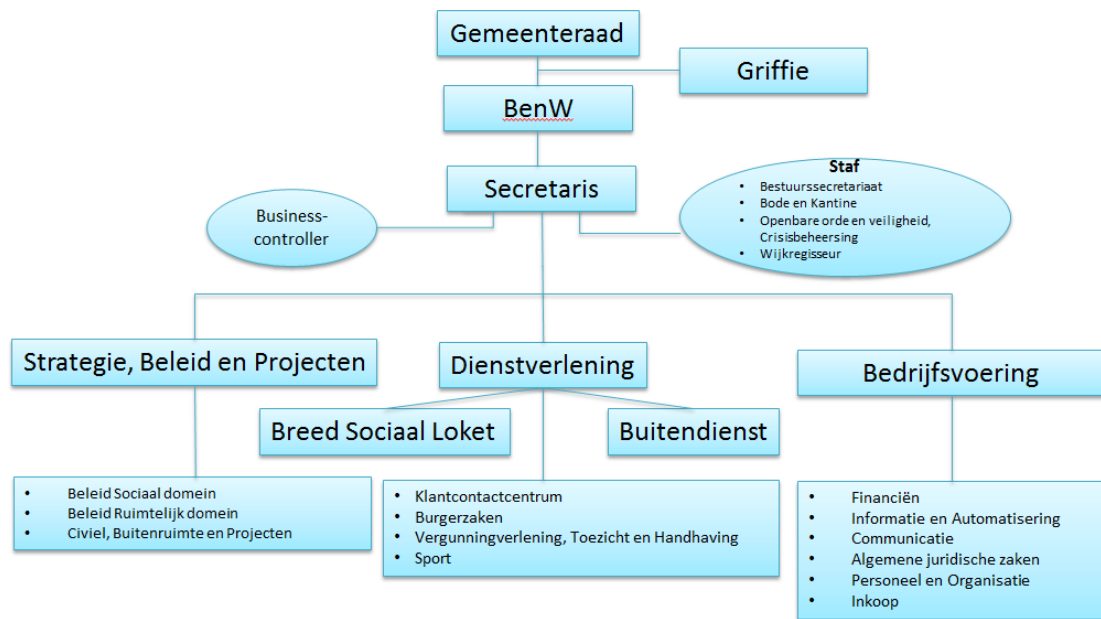 Gemeenteraad
Griffie
BenW
Secretaris
Staf
• Bestuurssecretariaat
• Bode en Kantine
• Openbare orde en veiligheid,
Crisisbeheersing
• Wijkregisseur
Business-
controller
Strategie, Beleid en Projecten
Dienstverlening
Bedrijfsvoering
Breed Sociaal Loket
Buitendienst
• Beleid Sociaal domein
• Beleid Ruimtelijk domein
• Civiel, Buitenruimte en Projecten
• Klantcontactcentrum
• Burgerzaken
• Vergunningverlening, Toezicht en Handhaving
• Sport
• Financiën
• Informatie en Automatisering
• Communicatie
• Algemene juridische zaken
• Personeel en Organisatie
• Inkoop